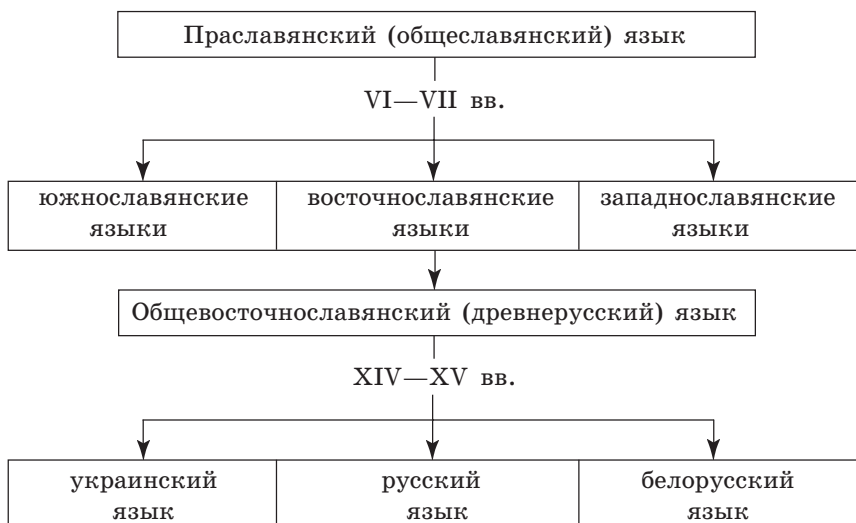 Праславянский (общеславянский) язык
VI—VII вв.
южнославянские языки
восточнославянские языки
западнославянские языки
Общевосточнославянский (древнерусский) язык
XIV—XV вв.
украинский язык
русский язык
белорусский язык